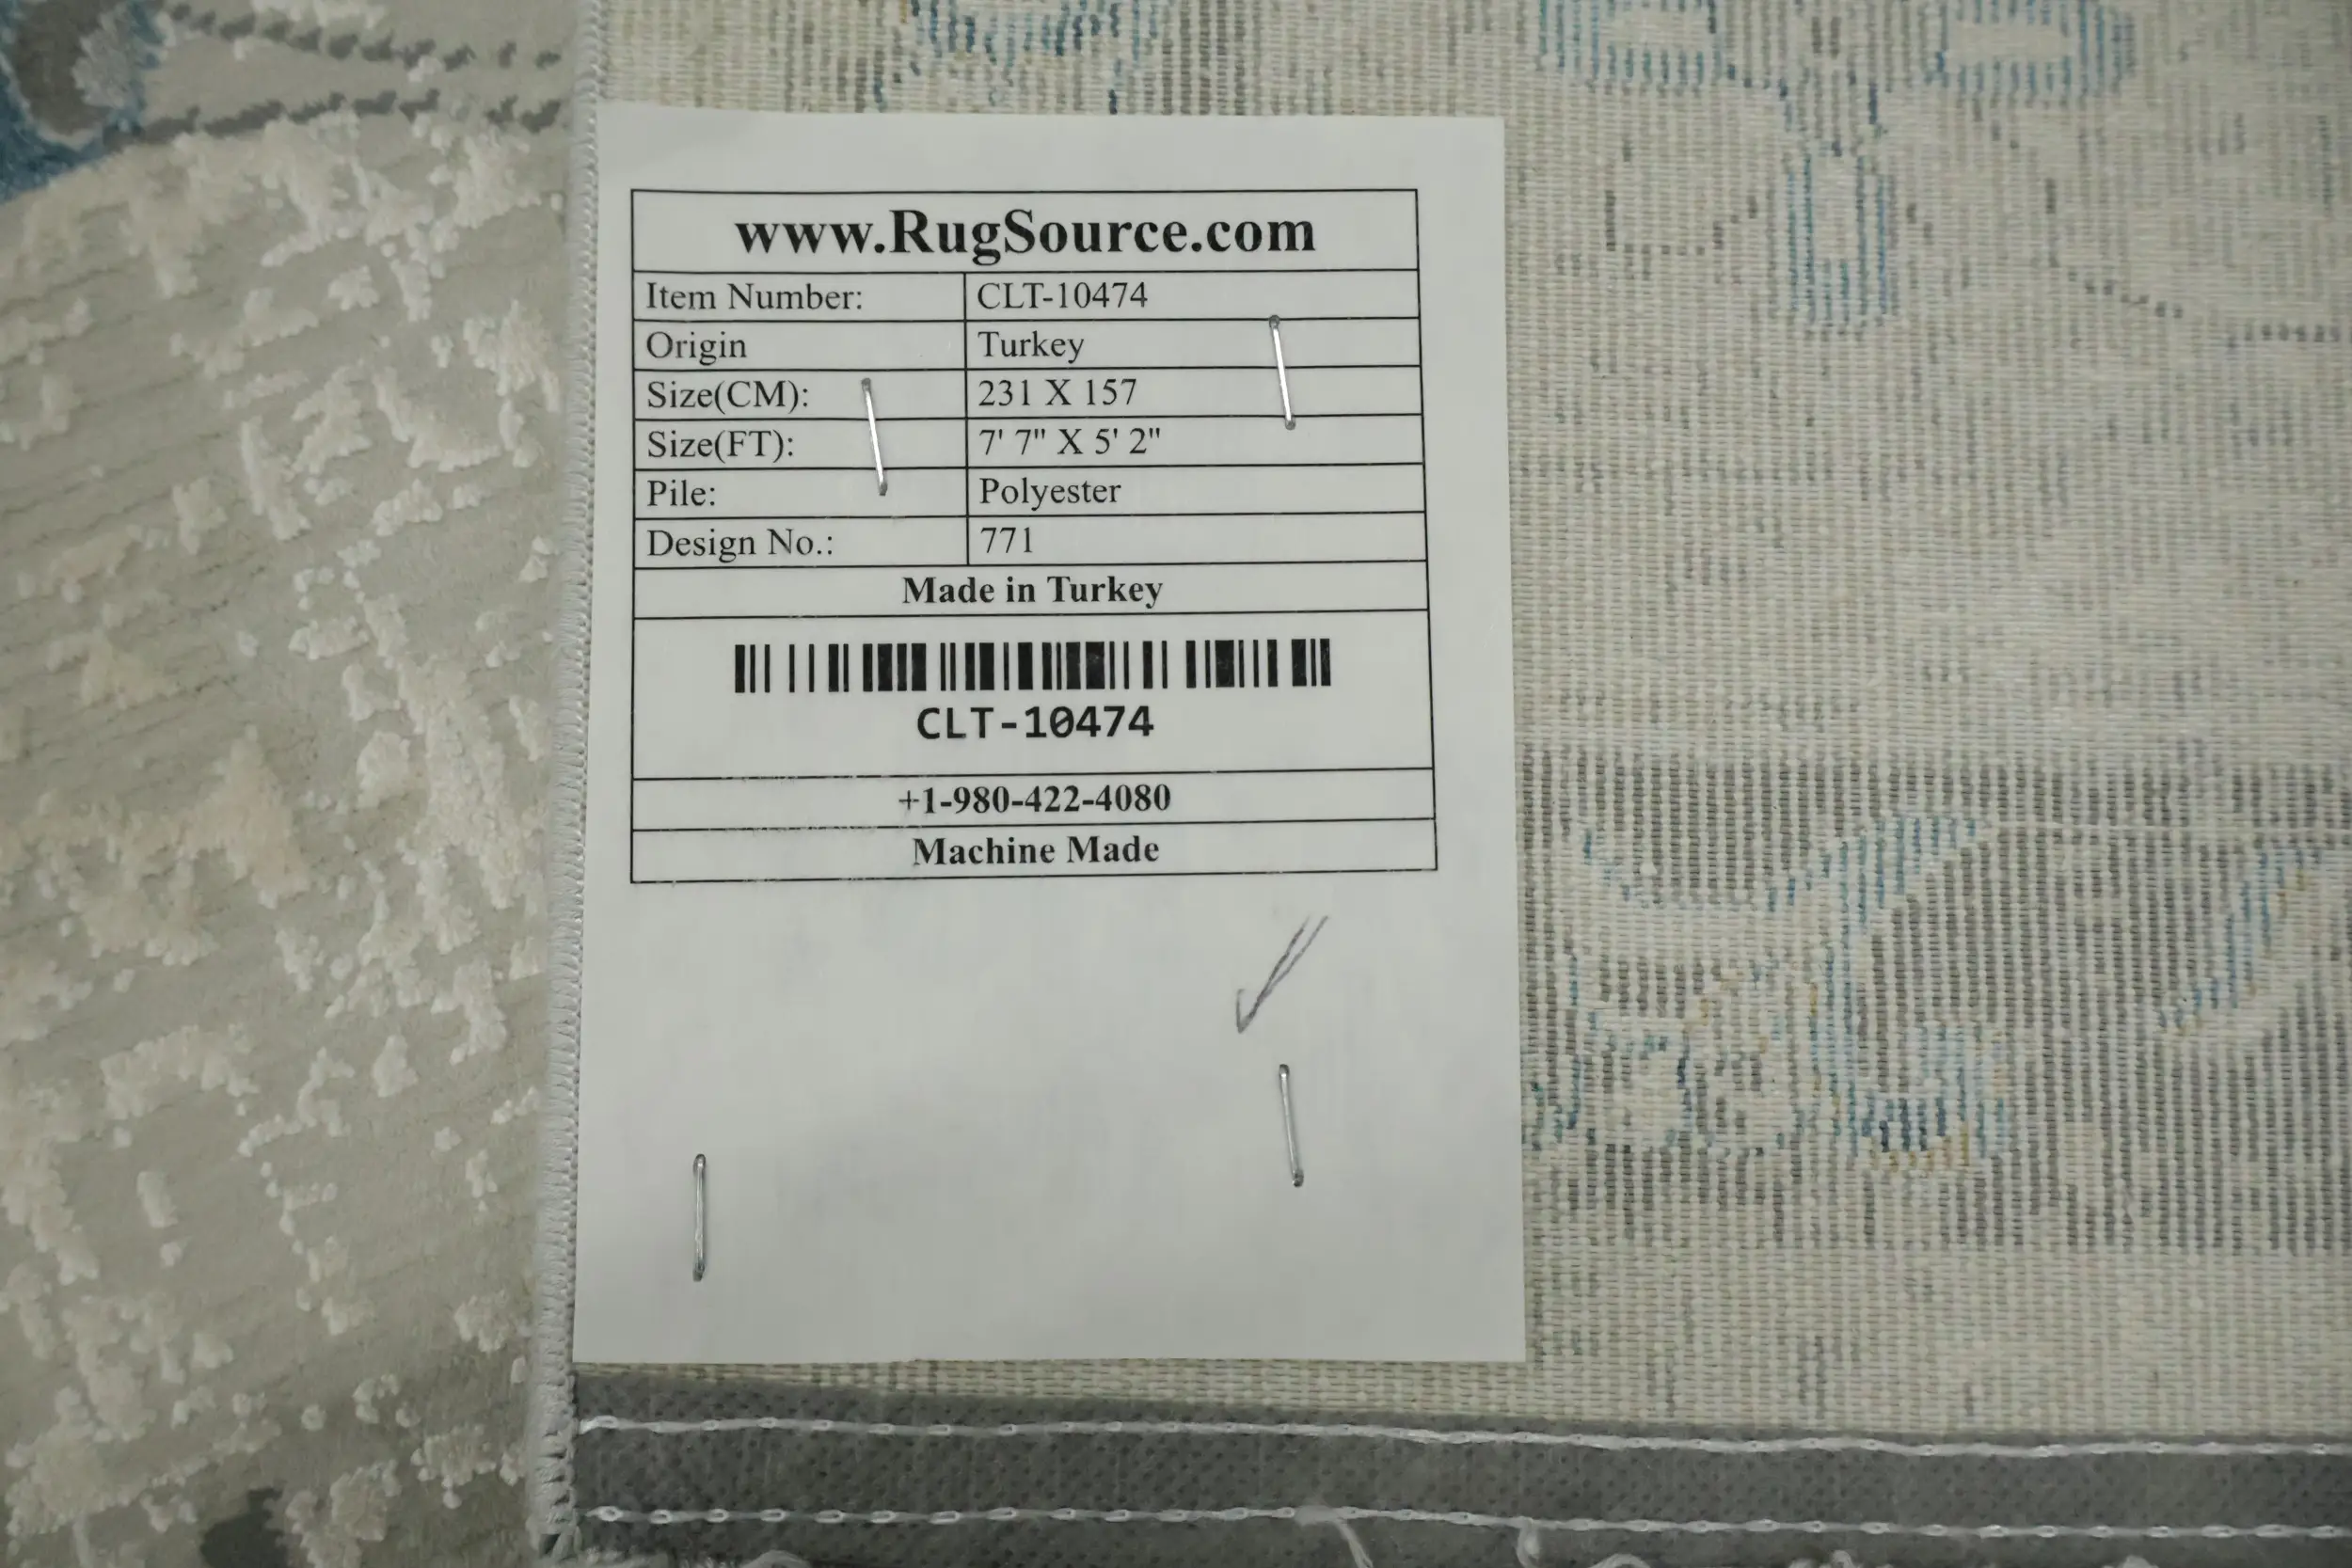 www.RugSource.com
Item Number: CLT-10474
Origin Turkey
Size(CM): 231 X 157
Size(FT): 7' 7" X 5' 2"
Pile: Polyester
Design No.: 771
Made in Turkey
CLT-10474
+1-980-422-4080
Machine Made